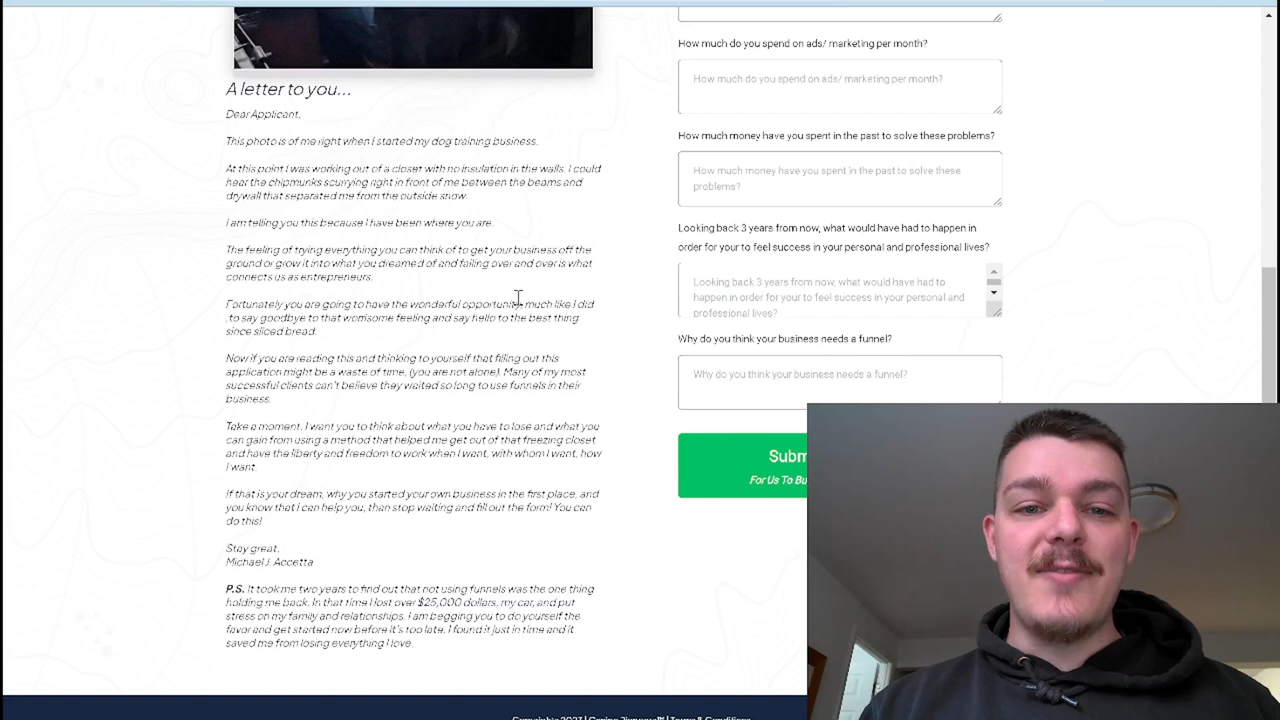 A letter to you...
Dear Applicant,
This photo is of me right when I started my dog training business.
At this point I was working out of a closet with no insulation in the walls. I could
hear the chipmunks scurrying right in front of me between the beams and
drywall that separated me from the outside snow.
I am telling you this because I have been where you are.
The feeling of trying everything you can think of to get your business off the
ground or grow it into what you dreamed of and failing over and over is what
connects us as entrepreneurs.
Fortunately you are going to have the wonderful opportunity, much like I did
,to say goodbye to that worrisome feeling and say hello to the best thing
since sliced bread.
Now if you are reading this and thinking to yourself that filling out this
application might be a waste of time, (you are not alone). Many of my most
successful clients can't believe they waited so long to use funnels in their
business.
Take a moment. I want you to think about what you have to lose and what you
can gain from using a method that helped me get out of that freezing closet
and have the liberty and freedom to work when I want, with whom I want, how
I want.
If that is your dream, why you started your own business in the first place, and
you know that I can help you, than stop waiting and fill out the form! You can
do this!
Stay great,
Michael J. Accetta
P.S. It took me two years to find out that not using funnels was the one thing
holding me back. In that time I lost over $25,000 dollars, my car, and put
stress on my family and relationships. I am begging you to do yourself the
favor and get started now before it's too late. I found it just in time and it
saved me from losing everything I love.
How much do you spend on ads/ marketing per month?
How much do you spend on ads/ marketing per month?
How much money have you spent in the past to solve these problems?
How much money have you spent in the past to solve these
problems?
Looking back 3 years from now, what would have had to happen in
order for your to feel success in your personal and professional lives?
Looking back 3 years from now, what would have had to
happen in order for your to feel success in your personal and
professional lives?
Why do you think your business needs a funnel?
Why do you think your business needs a funnel?
Subm
For Us To Bu